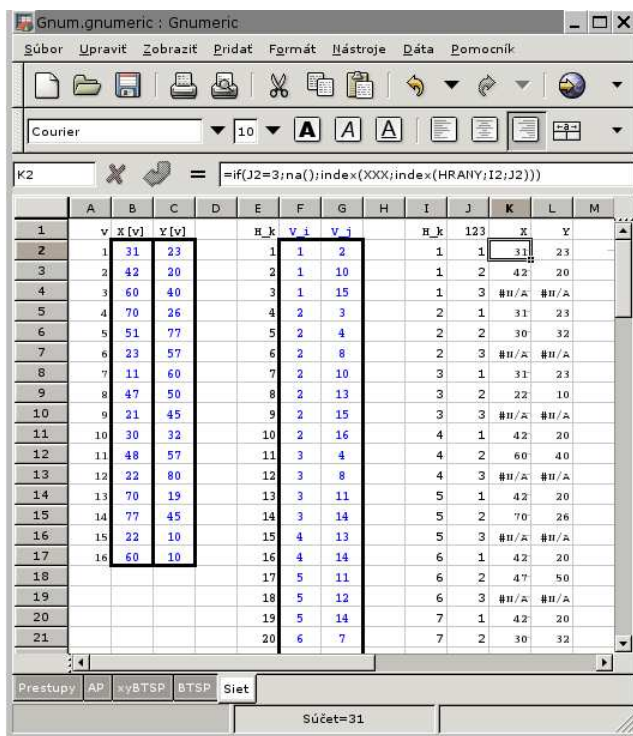 Gnum.gnumeric : Gnumeric
Súbor Upraviť Zobraziť Pridať Formát Nástroje Dáta Pomocník
Courier 10 A A A
K2 = =if(J2=3;na();index(XXX;index(HRANY;I2;J2)))
A B C D E F G H I J K L M
1 v X[v] Y[v] H_k V_i V_j H_k 123 X Y
2 1 31 23 1 1 2 1 1 31 23
3 2 42 20 2 1 10 1 2 42 20
4 3 60 40 3 1 15 1 3 #N/A #N/A
5 4 70 26 4 2 3 2 1 31 23
6 5 51 77 5 2 4 2 2 30 32
7 6 23 57 6 2 8 2 3 #N/A #N/A
8 7 11 60 7 2 10 3 1 31 23
9 8 47 50 8 2 13 3 2 22 10
10 9 21 45 9 2 15 3 3 #N/A #N/A
11 10 30 32 10 2 16 4 1 42 20
12 11 48 57 11 3 4 4 2 60 40
13 12 22 80 12 3 8 4 3 #N/A #N/A
14 13 70 19 13 3 11 5 1 42 20
15 14 77 45 14 3 14 5 2 70 26
16 15 22 10 15 4 13 5 3 #N/A #N/A
17 16 60 10 16 4 14 6 1 42 20
18 17 5 11 6 2 47 50
19 18 5 12 6 3 #N/A #N/A
20 19 5 14 7 1 42 20
21 20 6 7 7 2 30 32
Prestupy AP xyBTSP BTSP Siet
Súčet=31